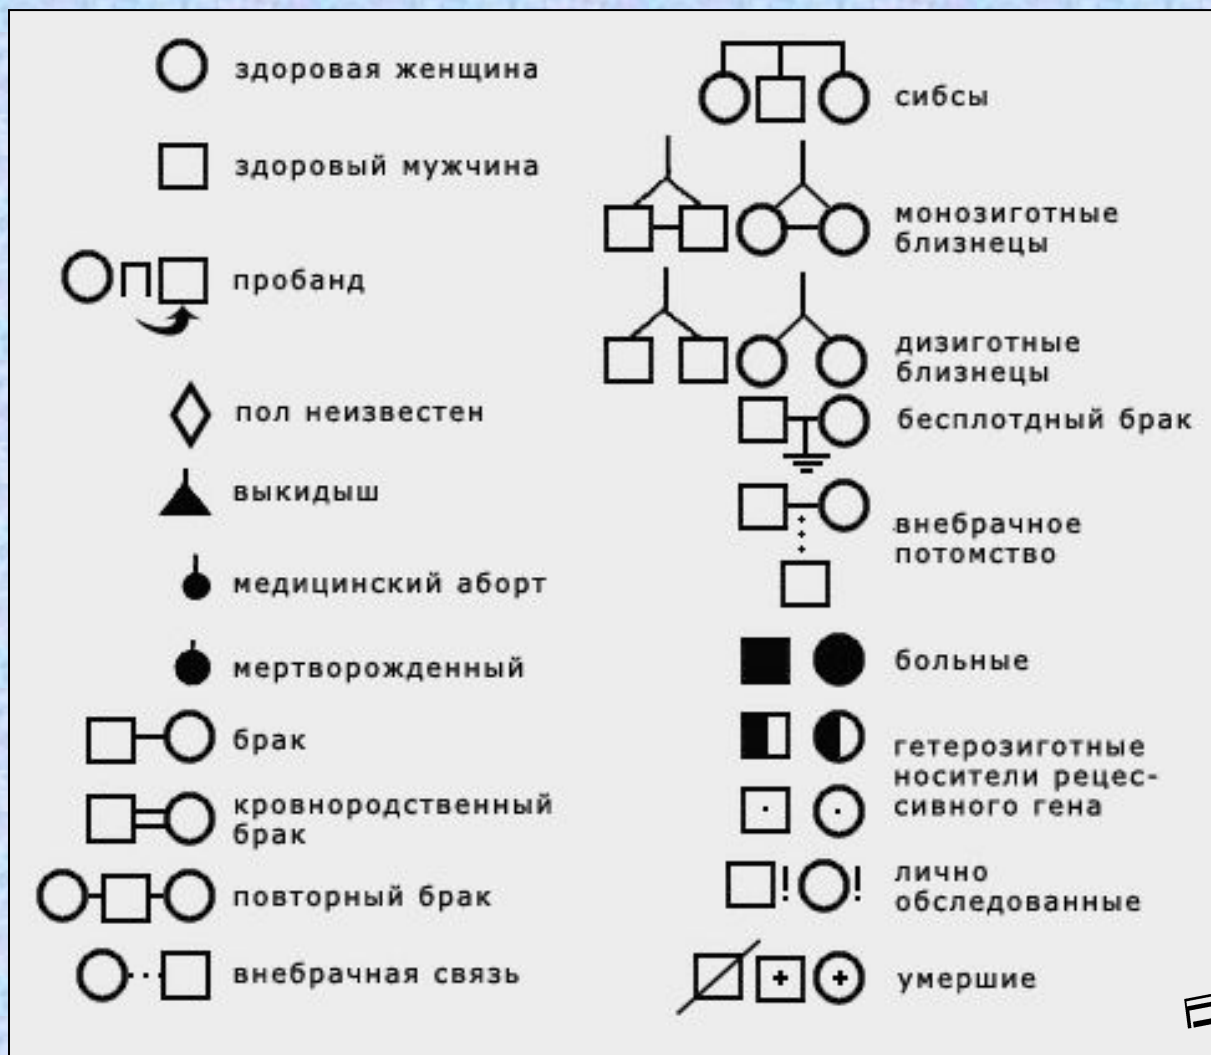 здоровая женщина
здоровый мужчина
п
пробанд
пол неизвестен
выкидыш
медицинский аборт
мертворожденный
брак
кровнородственный
брак
повторный брак
внебрачная связь
сибсы
монозиготные
близнецы
дизиготные
близнецы
бесплотдный брак
внебрачное
потомство
больные
гетерозиготные
носители рецес-
сивного гена
! !
лично
обследованные
умершие